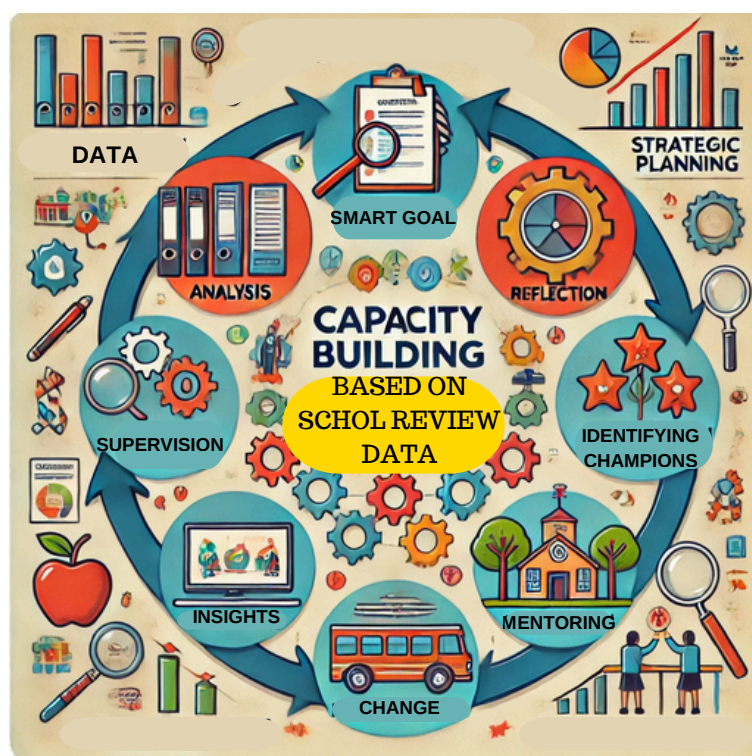 DATA
STRATEGIC
PLANNING
SMART GOAL
ANALYSIS
REFLECTION
CAPACITY
BUILDING
BASED ON
SCHOL REVIEW
DATA
SUPERVISION
IDENTIFYING
CHAMPIONS
INSIGHTS
MENTORING
CHANGE